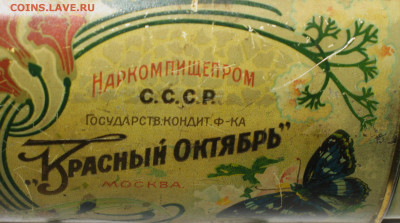 COINS.LAVE.RU
НАРКОМПИЩЕПРОМ
С.С.С.Р.
ГОСУДАРСТВ. КОНДИТ. Ф-КА
„КРАСНЫЙ ОКТЯБРЬ"
МОСКВА.